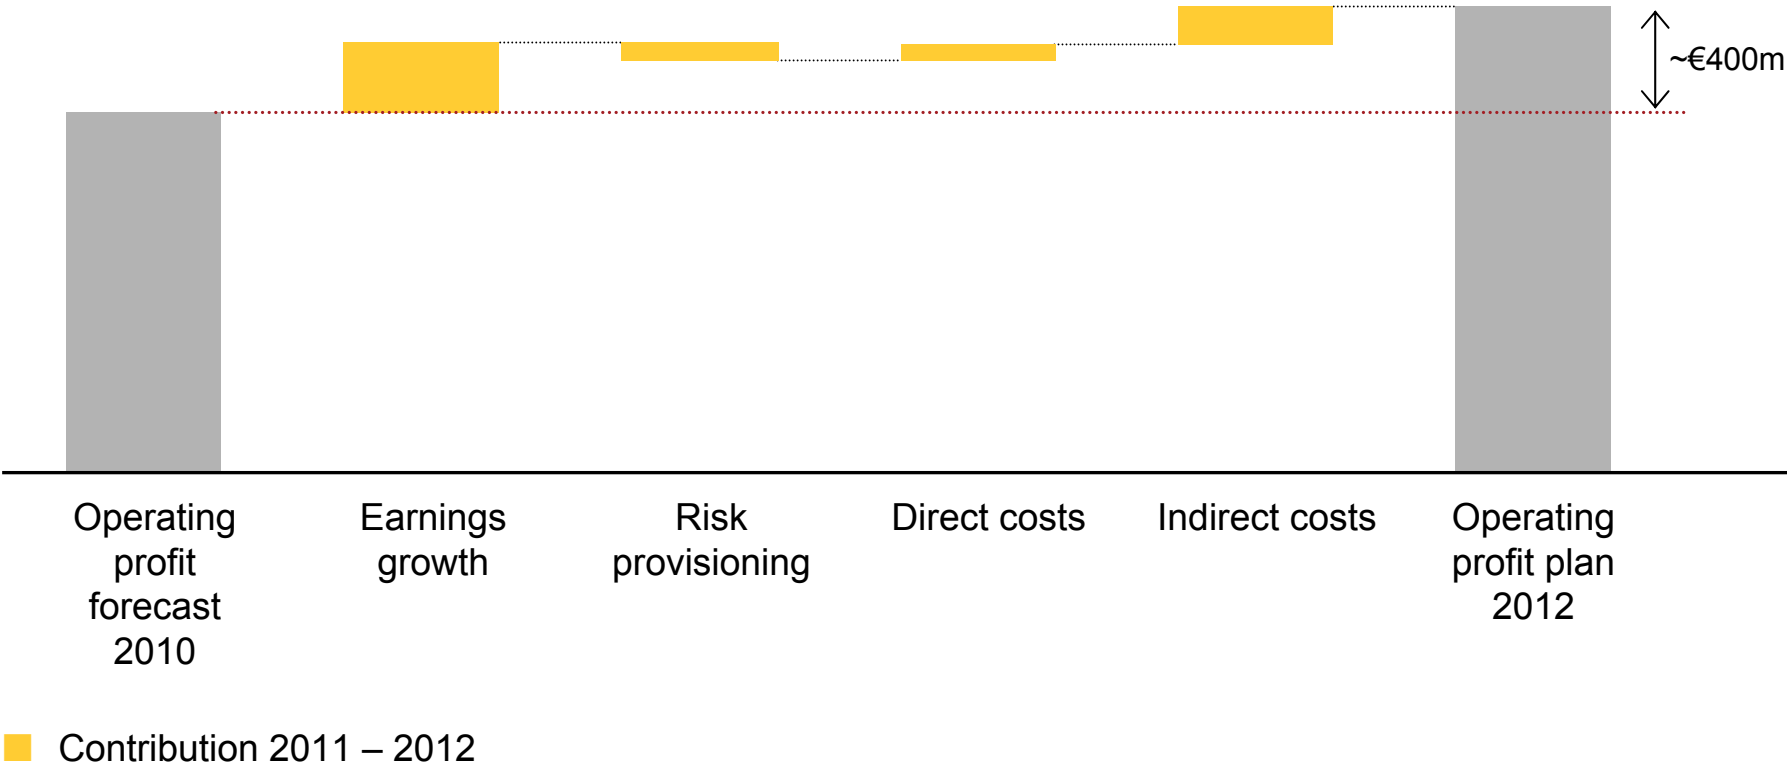 ~€400m
Operating
profit
forecast
2010
Earnings
growth
Risk
provisioning
Direct costs
Indirect costs
Operating
profit plan
2012
Contribution 2011 – 2012